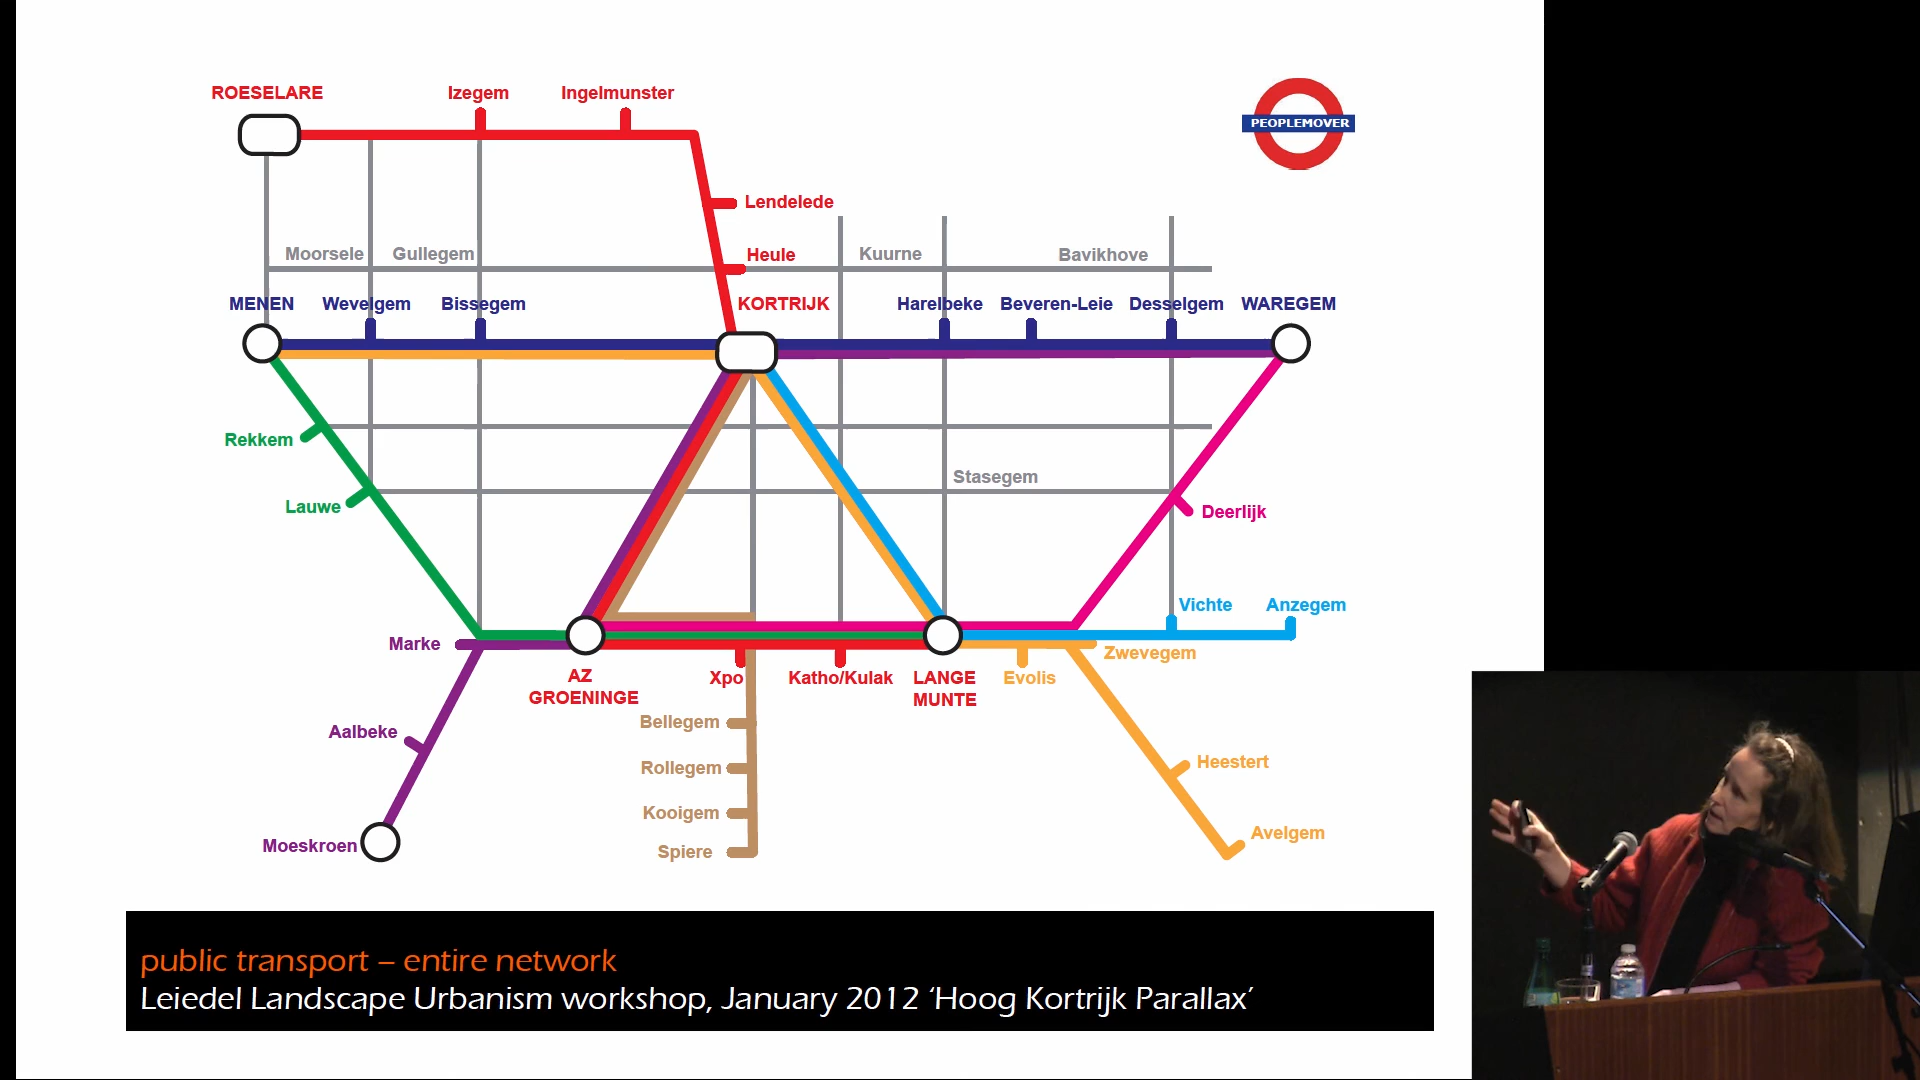 ROESELARE
Izegem
Ingelmunster
PEOPLEMOVER
Lendelede
Moorsele
Gullegem
Heule
Kuurne
Bavikhove
MENEN
Wevelgem
Bissegem
KORTRIJK
Harelbeke
Beveren-Leie
Desselgem
WAREGEM
Rekkem
Stasegem
Lauwe
Deerlijk
Vichte
Anzegem
Marke
Zwevegem
AZ
GROENINGE
Xpo
Katho/Kulak
LANGE
MUNTE
Evolis
Bellegem
Aalbeke
Rollegem
Heestert
Kooigem
Avelgem
Moeskroen
Spiere
public transport – entire network
Leiedel Landscape Urbanism workshop, January 2012 ‘Hoog Kortrijk Parallax’